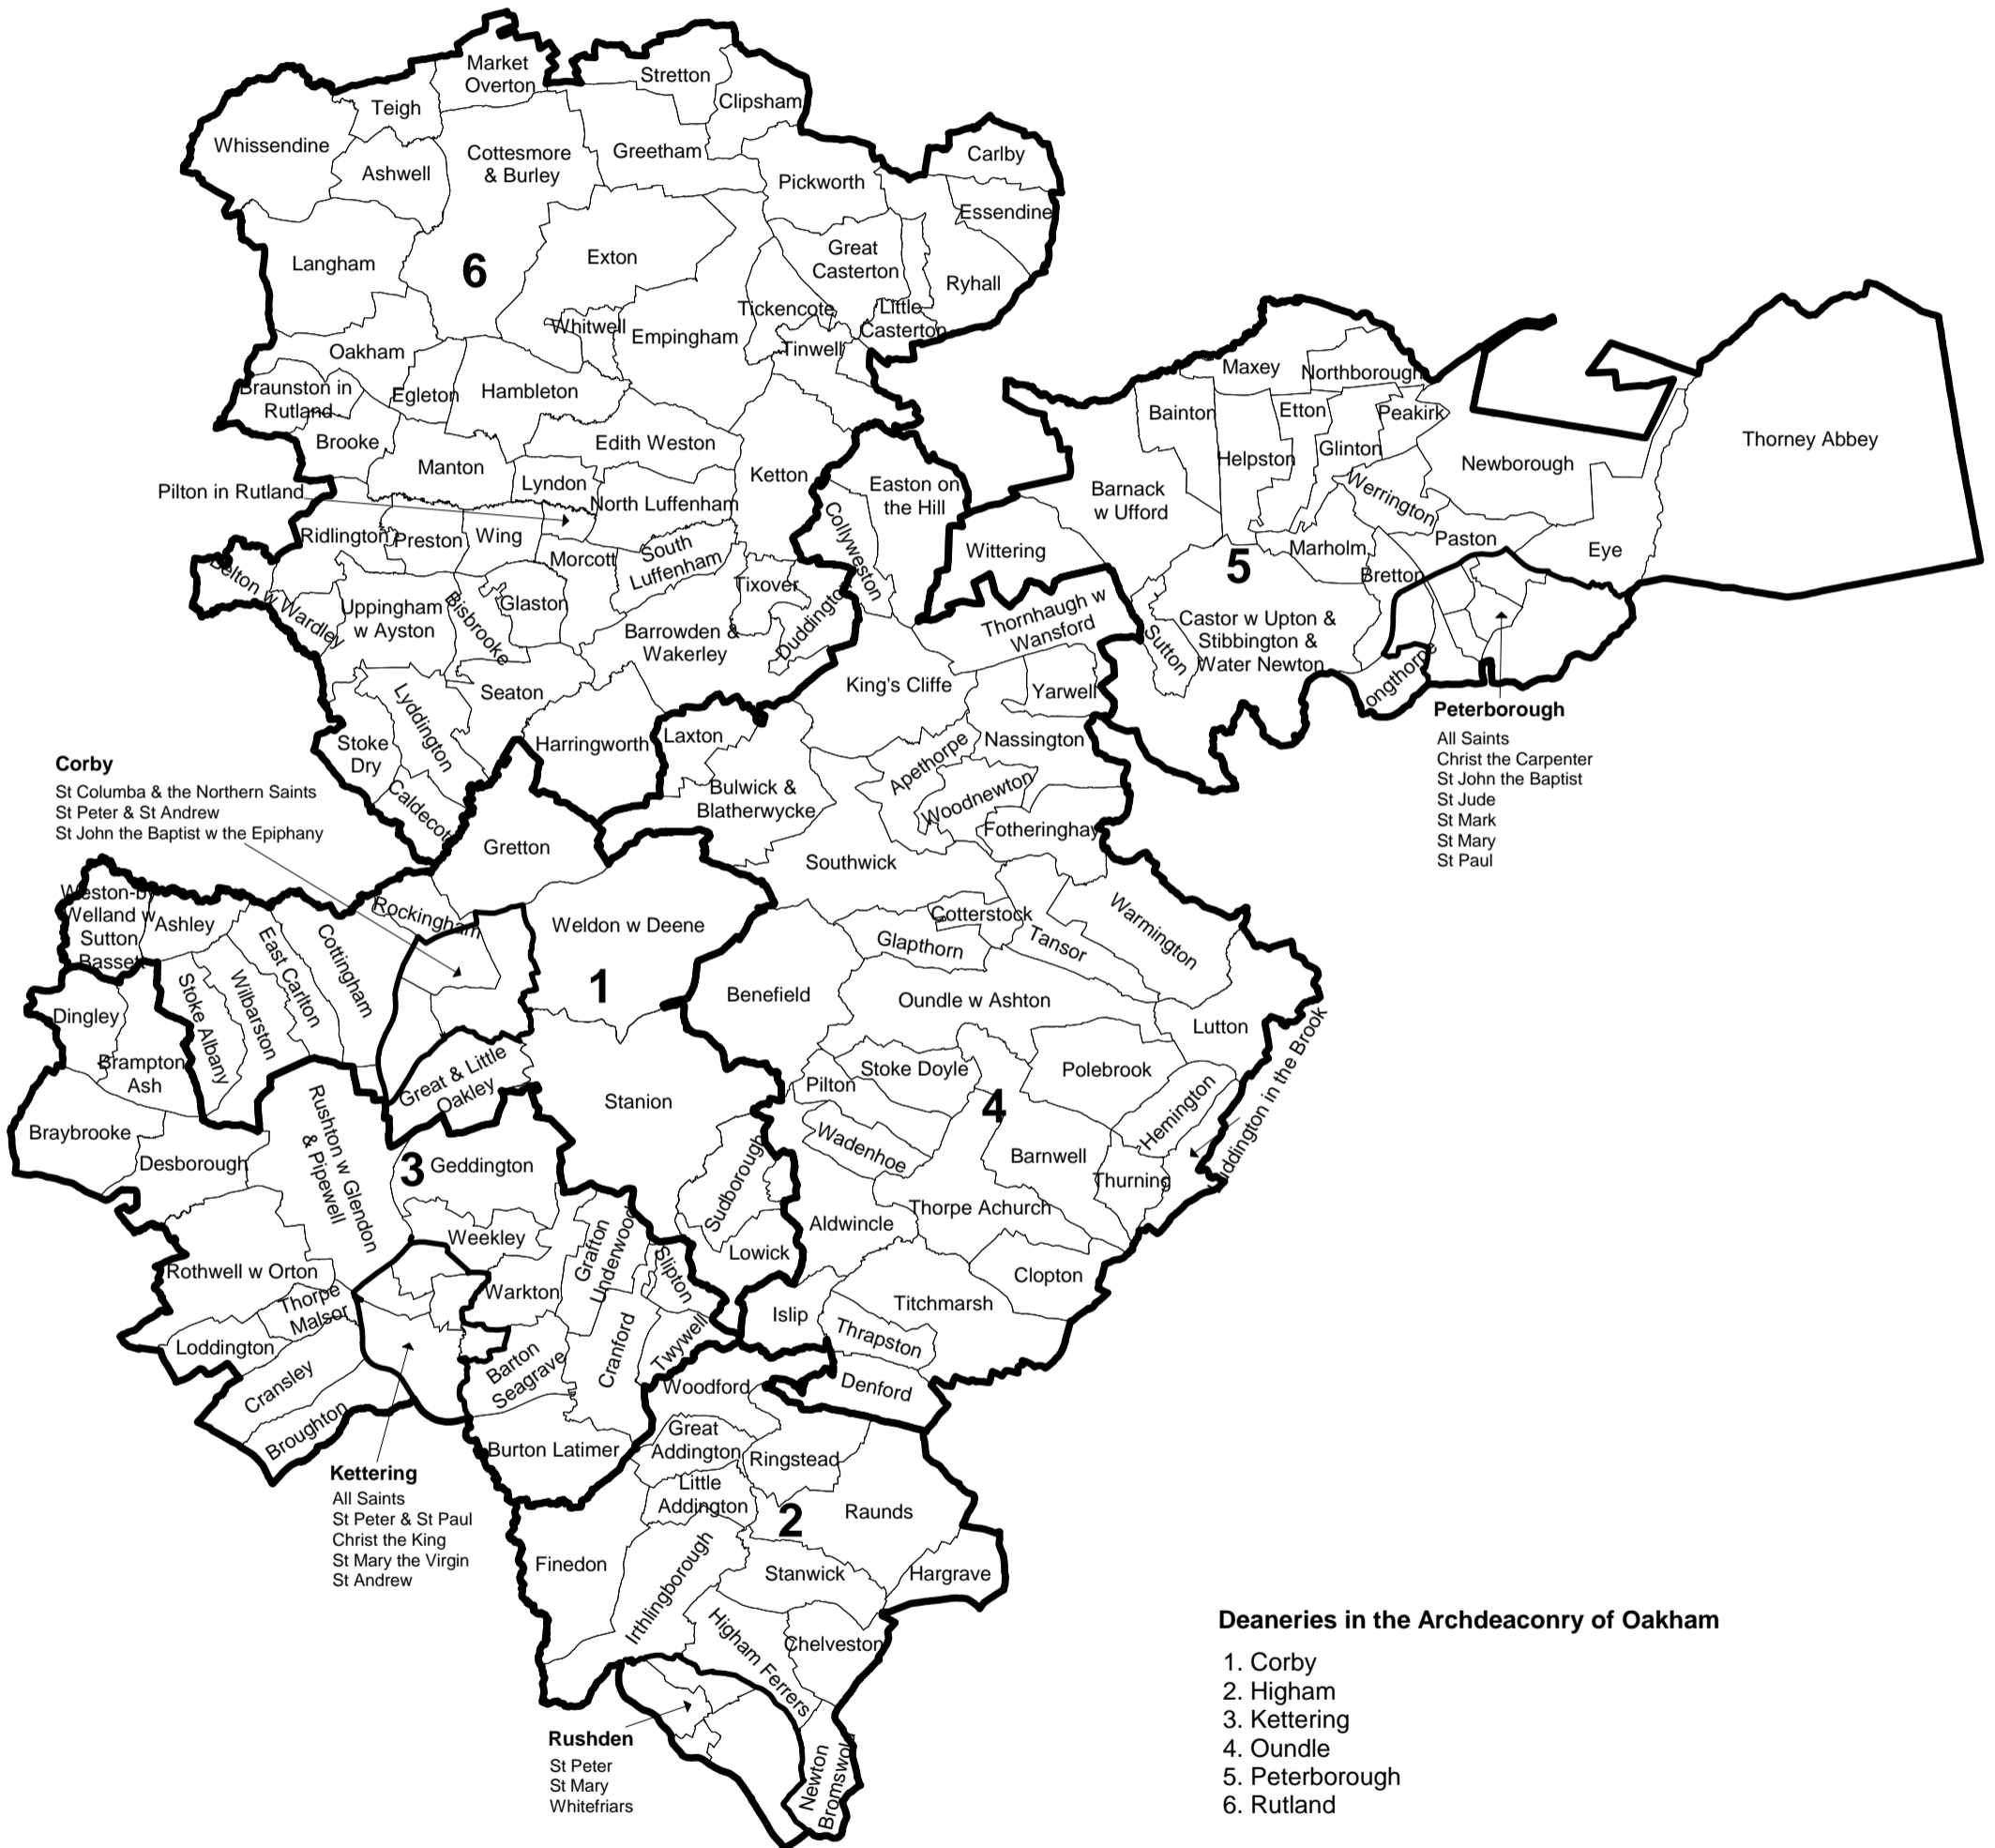 Market
Overton
Stretton
Teigh
Clipsham
Whissendine
Ashwell
Cottesmore
& Burley
Greetham
Pickworth
Carlby
Essendine
Langham
6
Exton
Great
Casterton
Ryhall
Tickencote
Little
Casterton
Whitwell
Empingham
Tinwell
Oakham
Braunston in
Rutland
Egleton
Hambleton
Brooke
Manton
Edith Weston
Lyndon
Ketton
Pilton in Rutland
North Luffenham
Ridlington
Preston
Wing
Morcott
South
Luffenham
Tixover
Belton w Wardley
Uppingham
w Ayston
Bisbrooke
Glaston
Barrowden &
Wakerley
Duddington
Seaton
Lyddington
Stoke
Dry
Caldecott
Harringworth
Easton on
the Hill
Collyweston
Wittering
Maxey
Northborough
Bainton
Etton
Peakirk
Helpston
Glinton
Newborough
Thorney Abbey
Barnack
w Ufford
Werrington
Marholm
Paston
Eye
5
Bretton
Castor w Upton &
Stibbington &
Water Newton
Sutton
ongthorpe
Thornhaugh w
Wansford
King's Cliffe
Yarwell
Peterborough
All Saints
Christ the Carpenter
St John the Baptist
St Jude
St Mark
St Mary
St Paul
Laxton
Apethorpe
Nassington
Bulwick &
Blatherwycke
Woodnewton
Fotheringhay
Southwick
Corby
St Columba & the Northern Saints
St Peter & St Andrew
St John the Baptist w the Epiphany
Gretton
Rockingham
Weldon w Deene
Cotterstock
Glapthorn
Tansor
Warmington
Weston-by
Welland w
Sutton
Bassett
Ashley
East Carlton
Cottingham
Stoke Albany
Wilbarston
1
Benefield
Oundle w Ashton
Lutton
Dingley
Brampton
Ash
Great & Little
Oakley
Stanion
Pilton
Stoke Doyle
Polebrook
4
Hemington
uddington in the Brook
Braybrooke
Desborough
Rushton w Glendon
& Pipewell
3
Geddington
Sudborough
Wadenhoe
Barnwell
Thurning
Weekley
Grafton
Underwood
Aldwincle
Thorpe Achurch
Lowick
Slipton
Clopton
Rothwell w Orton
Thorpe
Malsor
Warkton
Islip
Titchmarsh
Loddington
Cransley
Broughton
Barton
Seagrave
Cranford
Twywell
Thrapston
Woodford
Denford
Burton Latimer
Great
Addington
Ringstead
Kettering
All Saints
St Peter & St Paul
Christ the King
St Mary the Virgin
St Andrew
Little
Addington
2
Raunds
Finedon
Irthlingborough
Stanwick
Hargrave
Higham Ferrers
Chelveston
Rushden
St Peter
St Mary
Whitefriars
Newton
Bromswold
Deaneries in the Archdeaconry of Oakham
1. Corby
2. Higham
3. Kettering
4. Oundle
5. Peterborough
6. Rutland